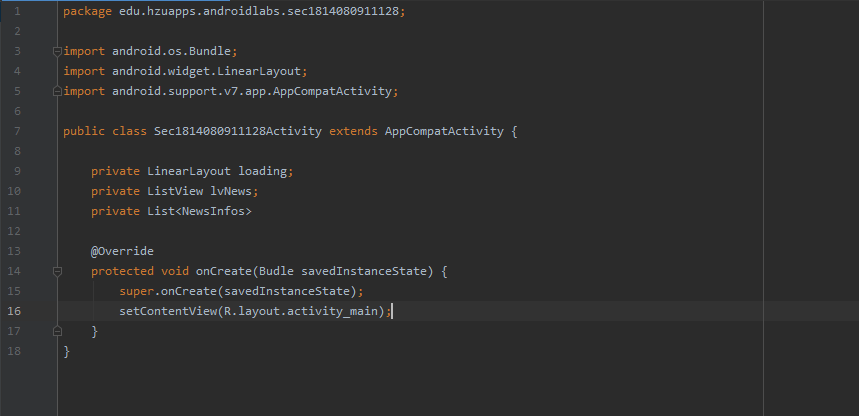 1 package edu.hzuapps.androidlabs.sec1814080911128;
2
3 import android.os.Bundle;
4 import android.widget.LinearLayout;
5 import android.support.v7.app.AppCompatActivity;
6
7 public class Sec1814080911128Activity extends AppCompatActivity {
8
9     private LinearLayout loading;
10     private ListView lvNews;
11     private List<NewsInfos>
12
13     @Override
14     protected void onCreate(Budle savedInstanceState) {
15         super.onCreate(savedInstanceState);
16         setContentView(R.layout.activity_main);
17     }
18 }